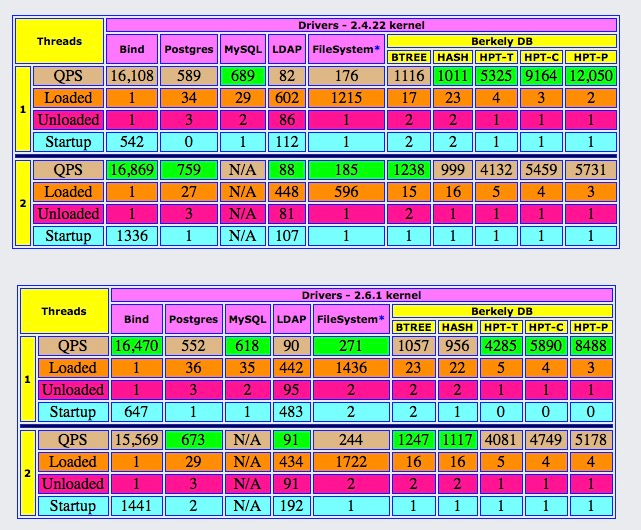 Threads Drivers - 2.4.22 kernel
Bind Postgres MySQL LDAP FileSystem* Berkely DB
BTREE HASH HPT-T HPT-C HPT-P
1 QPS 16,108 589 689 82 176 1116 1011 5325 9164 12,050
Loaded 1 34 29 602 1215 17 23 4 3 2
Unloaded 1 3 2 86 1 2 2 1 1 1
Startup 542 0 1 112 1 2 2 1 1 1
2 QPS 16,869 759 N/A 88 185 1238 999 4132 5459 5731
Loaded 1 27 N/A 448 596 15 16 5 4 3
Unloaded 1 3 N/A 81 1 2 1 1 1 1
Startup 1336 1 N/A 107 1 1 1 1 1 1
Threads Drivers - 2.6.1 kernel
Bind Postgres MySQL LDAP FileSystem* Berkely DB
BTREE HASH HPT-T HPT-C HPT-P
1 QPS 16,470 552 618 90 271 1057 956 4285 5890 8488
Loaded 1 36 35 442 1436 23 22 5 4 3
Unloaded 1 3 2 95 2 2 2 1 1 1
Startup 647 1 1 483 2 2 1 0 0 0
2 QPS 15,569 673 N/A 91 244 1247 1117 4081 4749 5178
Loaded 1 29 N/A 434 1722 16 16 5 4 4
Unloaded 1 3 N/A 91 2 2 2 1 1 1
Startup 1441 2 N/A 192 1 1 1 1 1 1